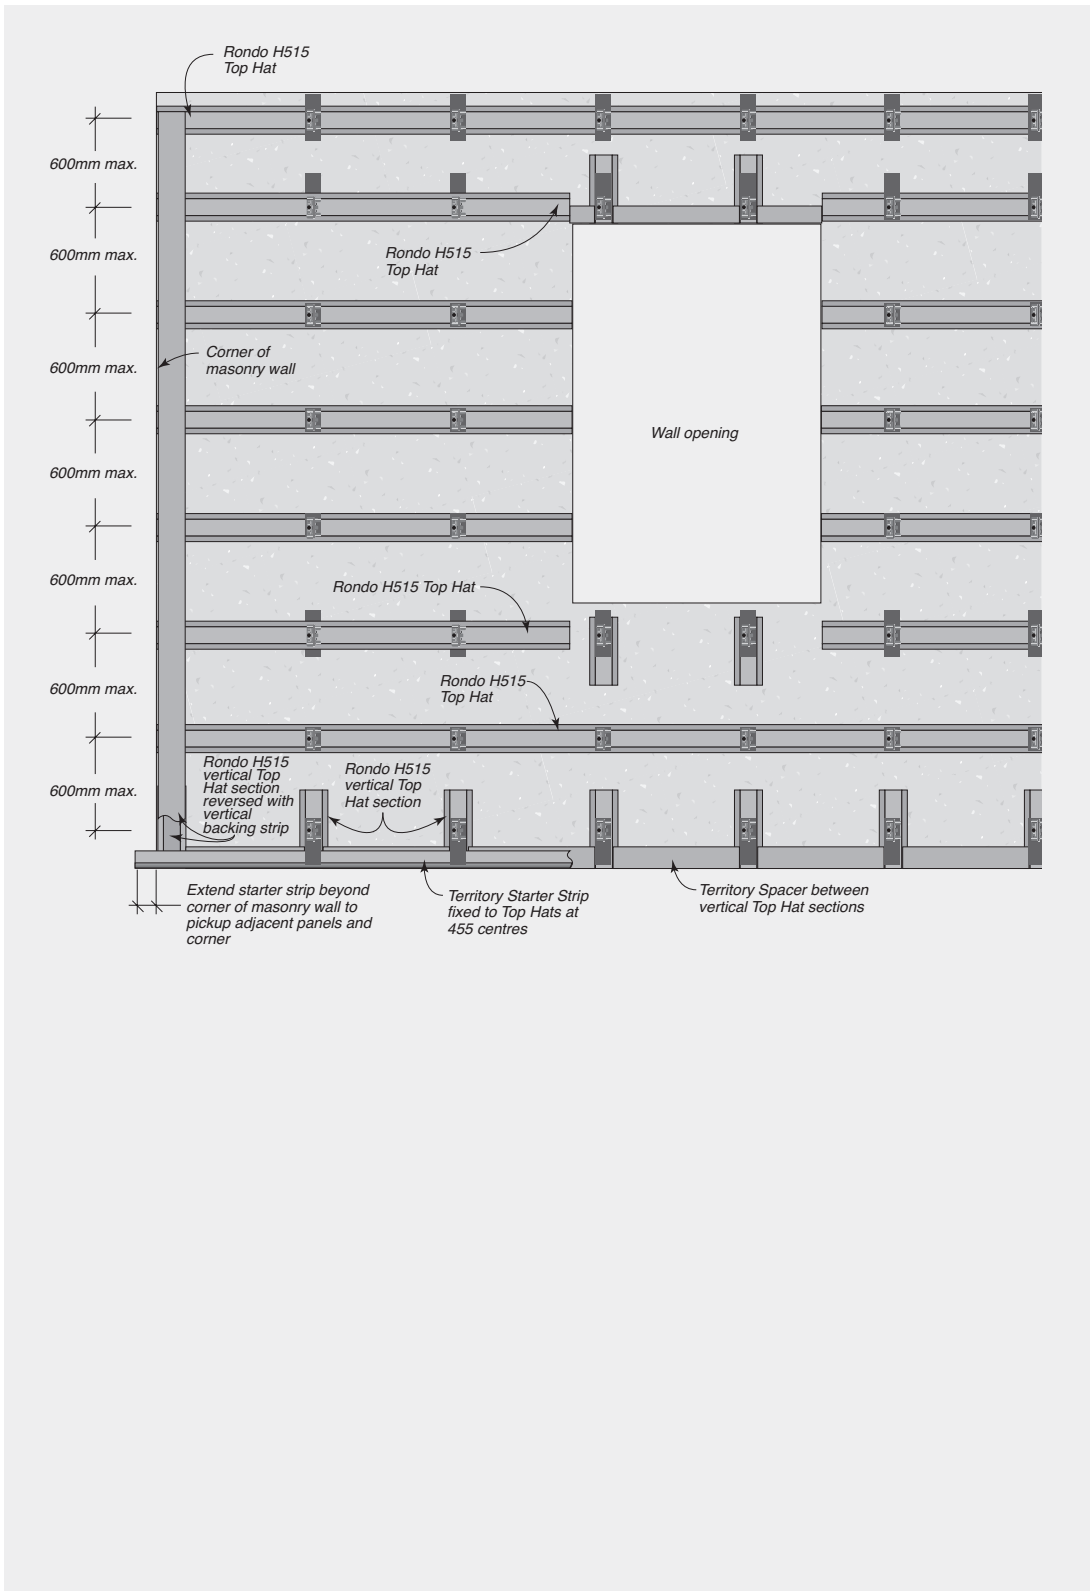 Rondo H515
Top Hat
600mm max.
600mm max.
Rondo H515
Top Hat
600mm max.
Corner of
masonry wall
Wall opening
600mm max.
600mm max.
Rondo H515 Top Hat
600mm max.
Rondo H515
Top Hat
600mm max.
Rondo H515
vertical Top
Hat section
reversed with
vertical
backing strip
Rondo H515
vertical Top
Hat section
Extend starter strip beyond
corner of masonry wall to
pickup adjacent panels and
corner
Territory Starter Strip
fixed to Top Hats at
455 centres
Territory Spacer between
vertical Top Hat sections